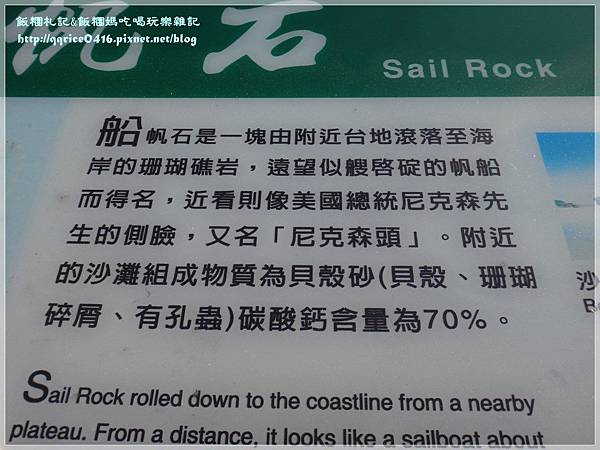 飯糰札記&飯糰媽吃喝玩樂雜記
http://qqrice0416.pixnet.net/blog
帆石
Sail Rock
船帆石是一塊由附近台地滾落至海
岸的珊瑚礁岩，遠望似艘啓碇的帆船
而得名，近看則像美國總統尼克森先
生的側臉，又名「尼克森頭」。附近
的沙灘組成物質為貝殼砂(貝殼、珊瑚
碎屑、有孔蟲)碳酸鈣含量為70%。
沙
Sail Rock rolled down to the coastline from a nearby
plateau. From a distance, it looks like a sailboat about